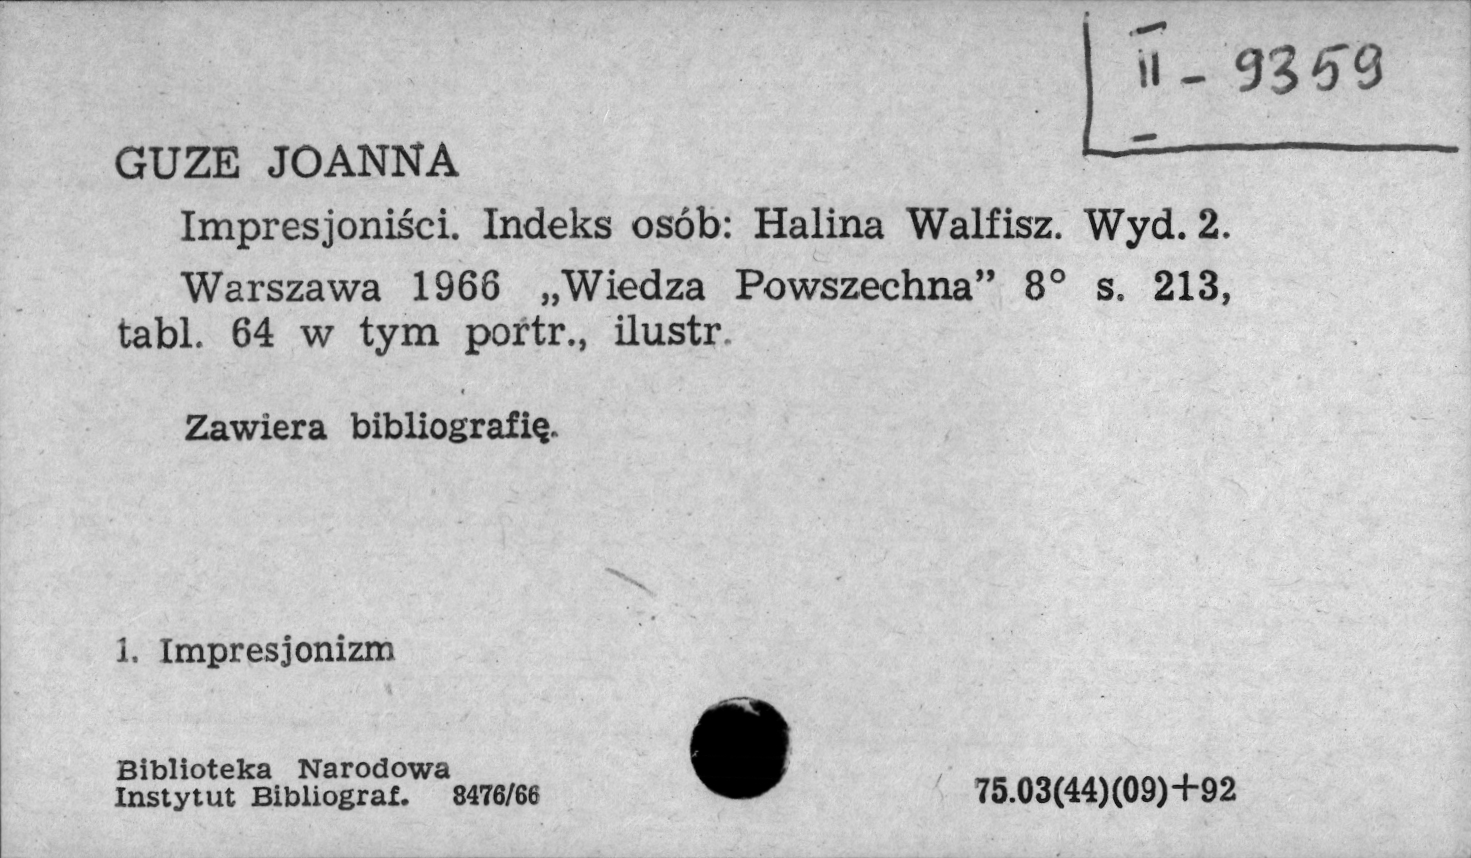 II - 9359
GUZE JOANNA
Impresjoniści. Indeks osób: Halina Walfisz. Wyd. 2.
Warszawa 1966 „Wiedza Powszechna” 8° s. 213,
tabl. 64 w tym portr., ilustr.
Zawiera bibliografię.
1. Impresjonizm
Biblioteka Narodowa
Instytut Bibliograf. 8476/66
75.03(44)(09)+92